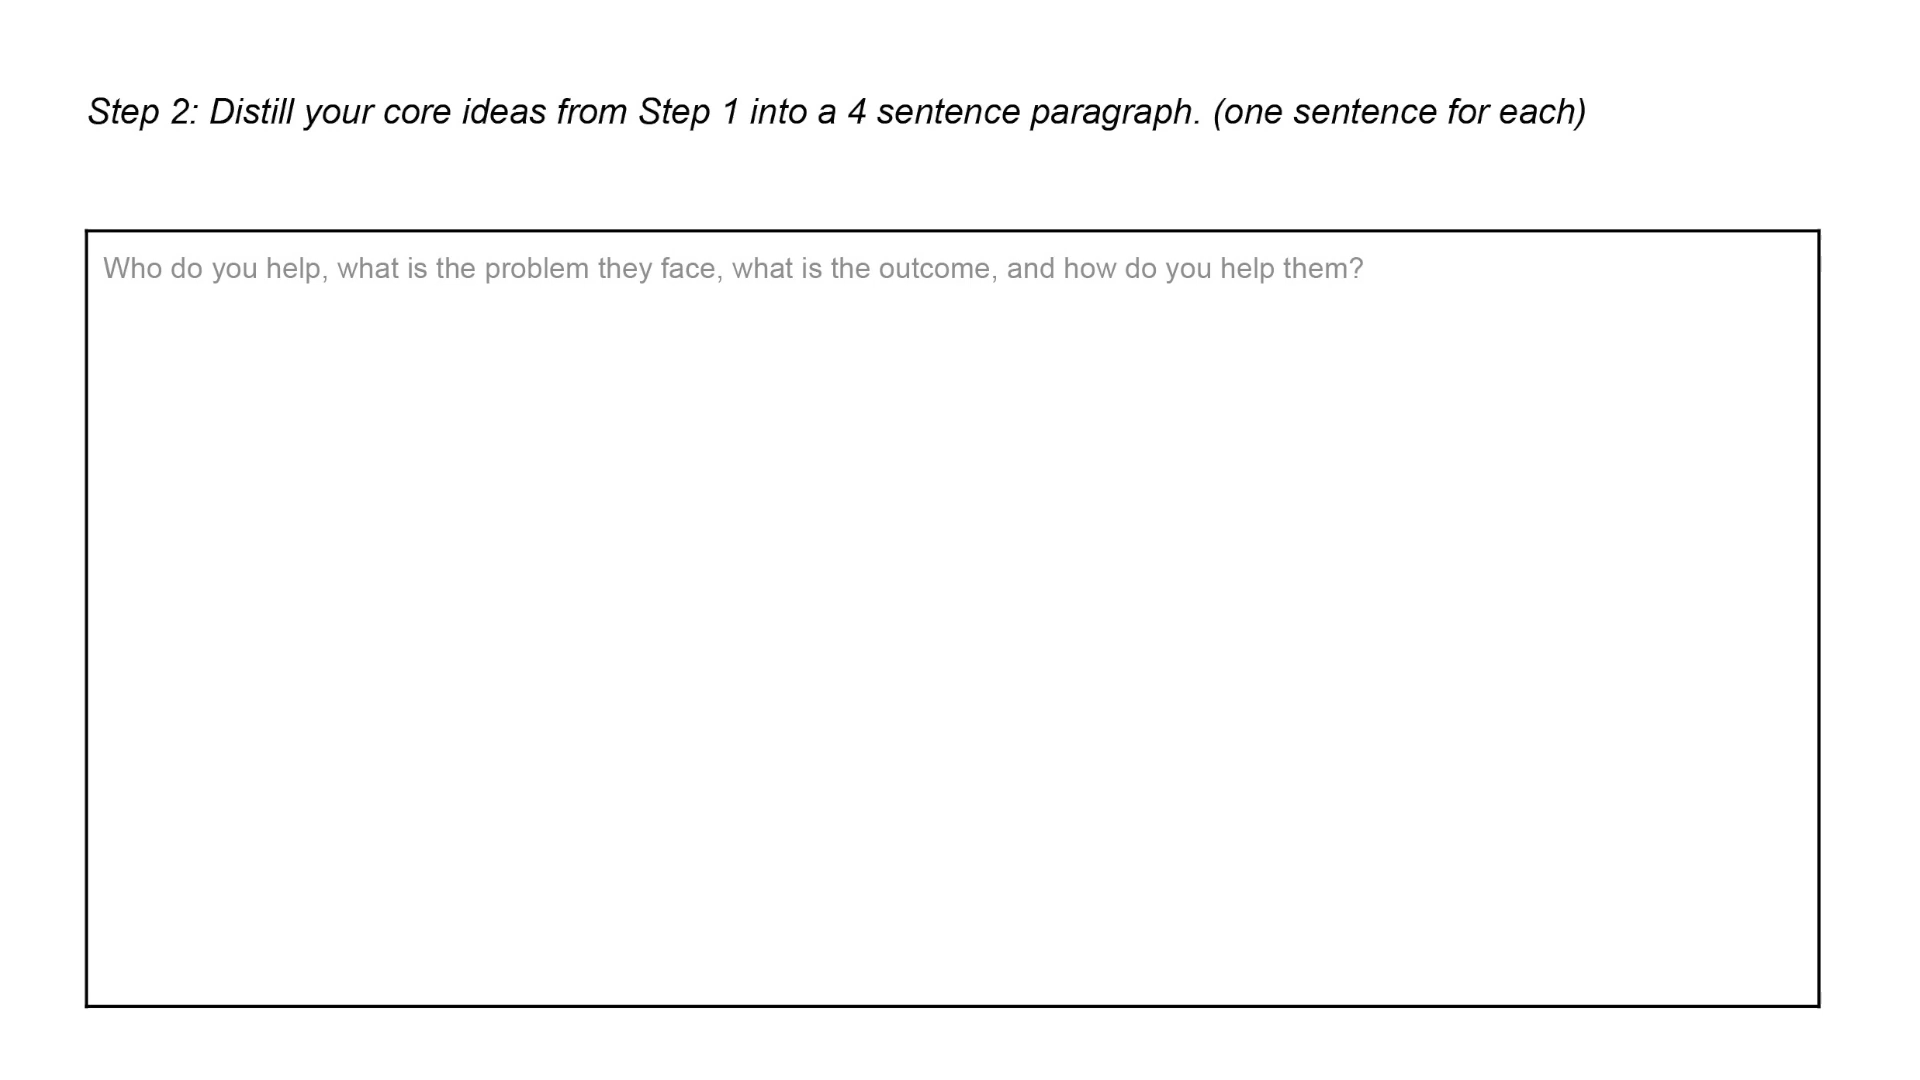 Step 2: Distill your core ideas from Step 1 into a 4 sentence paragraph. (one sentence for each)
Who do you help, what is the problem they face, what is the outcome, and how do you help them?